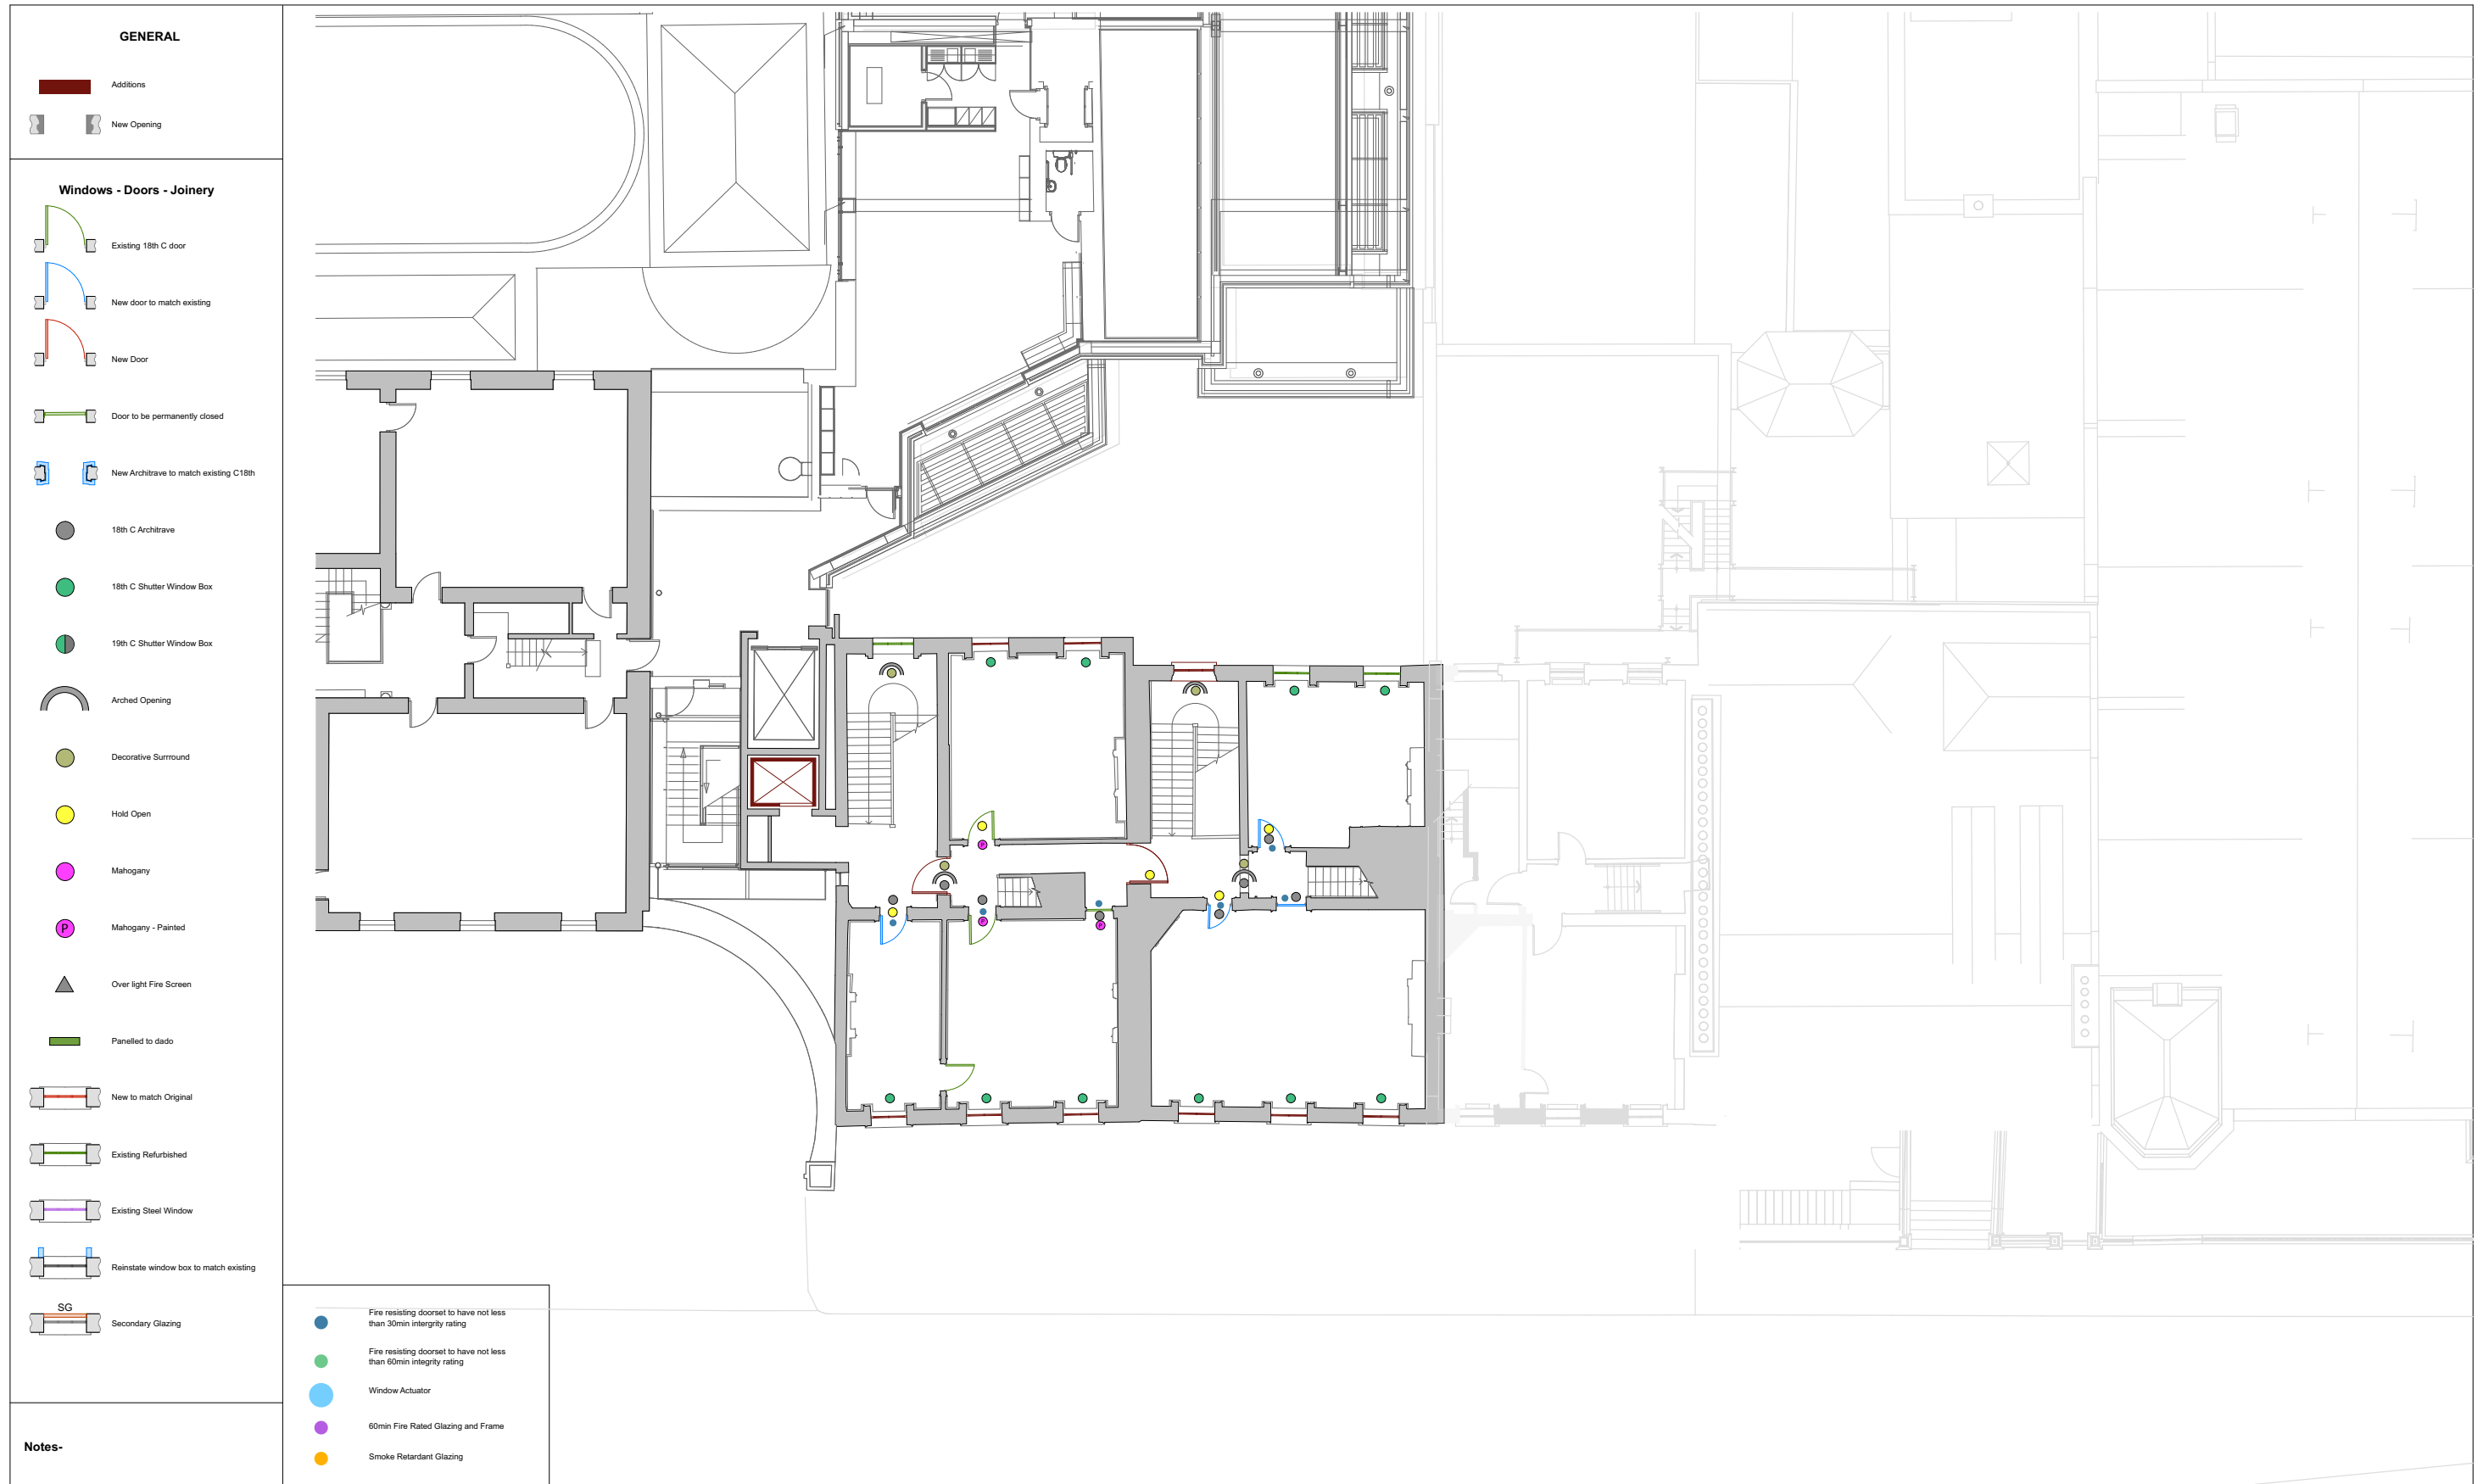 GENERAL
Additions
New Opening
Windows - Doors - Joinery
Existing 18th C door
New door to match existing
New Door
Door to be permanently closed
New Architrave to match existing C18th
18th C Architrave
18th C Shutter Window Box
19th C Shutter Window Box
Arched Opening
Decorative Surrround
Hold Open
Mahogany
P
Mahogany - Painted
Over light Fire Screen
Panelled to dado
New to match Original
Existing Refurbished
Existing Steel Window
Reinstate window box to match existing
SG
Secondary Glazing
Notes-
Fire resisting doorset to have not less
than 30min intergrity rating
Fire resisting doorset to have not less
than 60min integrity rating
Window Actuator
60min Fire Rated Glazing and Frame
Smoke Retardant Glazing
P
P
P